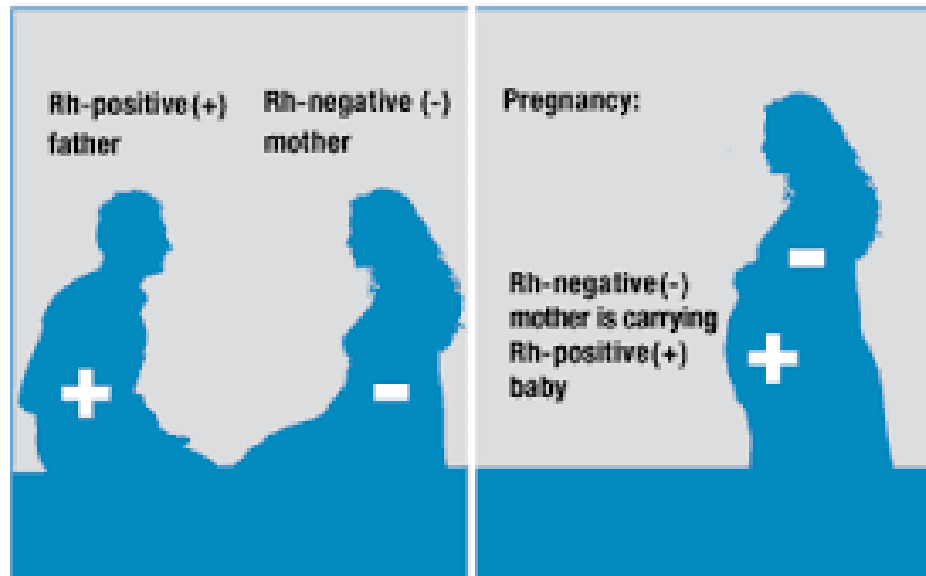 Rh-positive (+)
father
Rh-negative (-)
mother
+
-
Pregnancy:
Rh-negative(-)
mother is carrying
Rh-positive(+)
baby
-
+